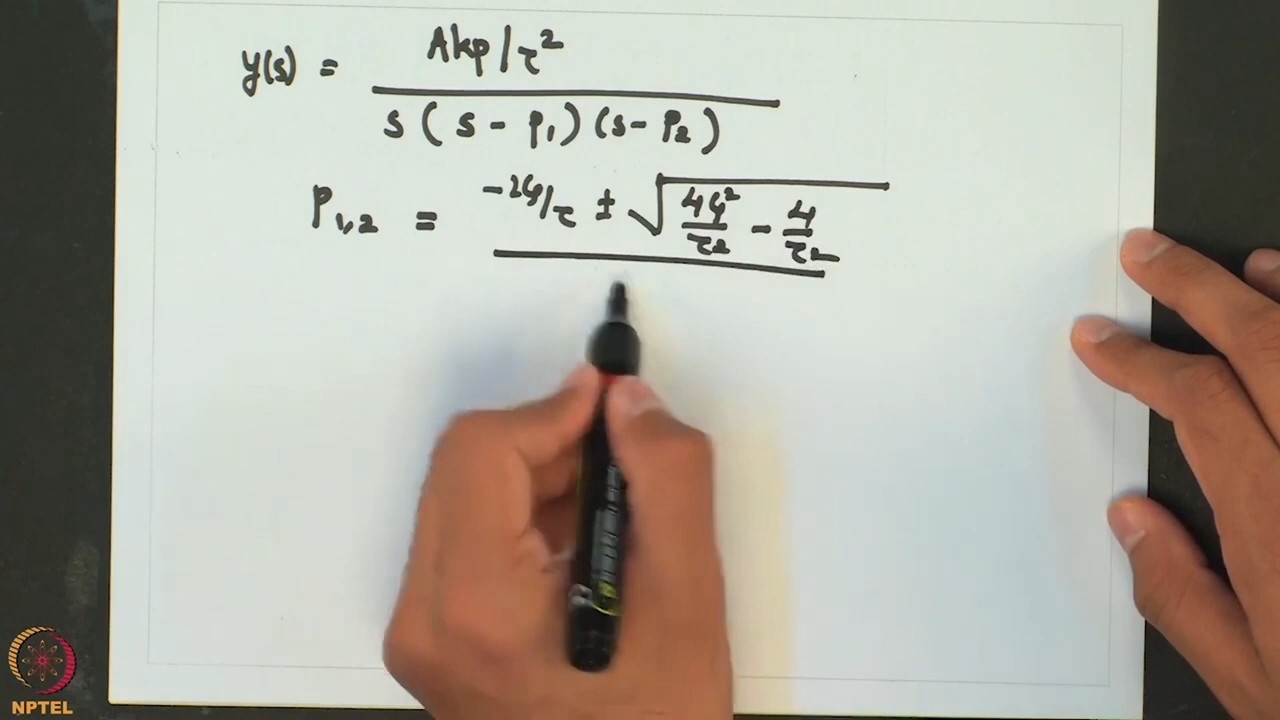 y(s) = Akp/τ²
s(s - p₁)(s - p₂)
P₁,₂ = -2ζ/τ ± √4ζ²/τ² - 4/τ²
NPTEL